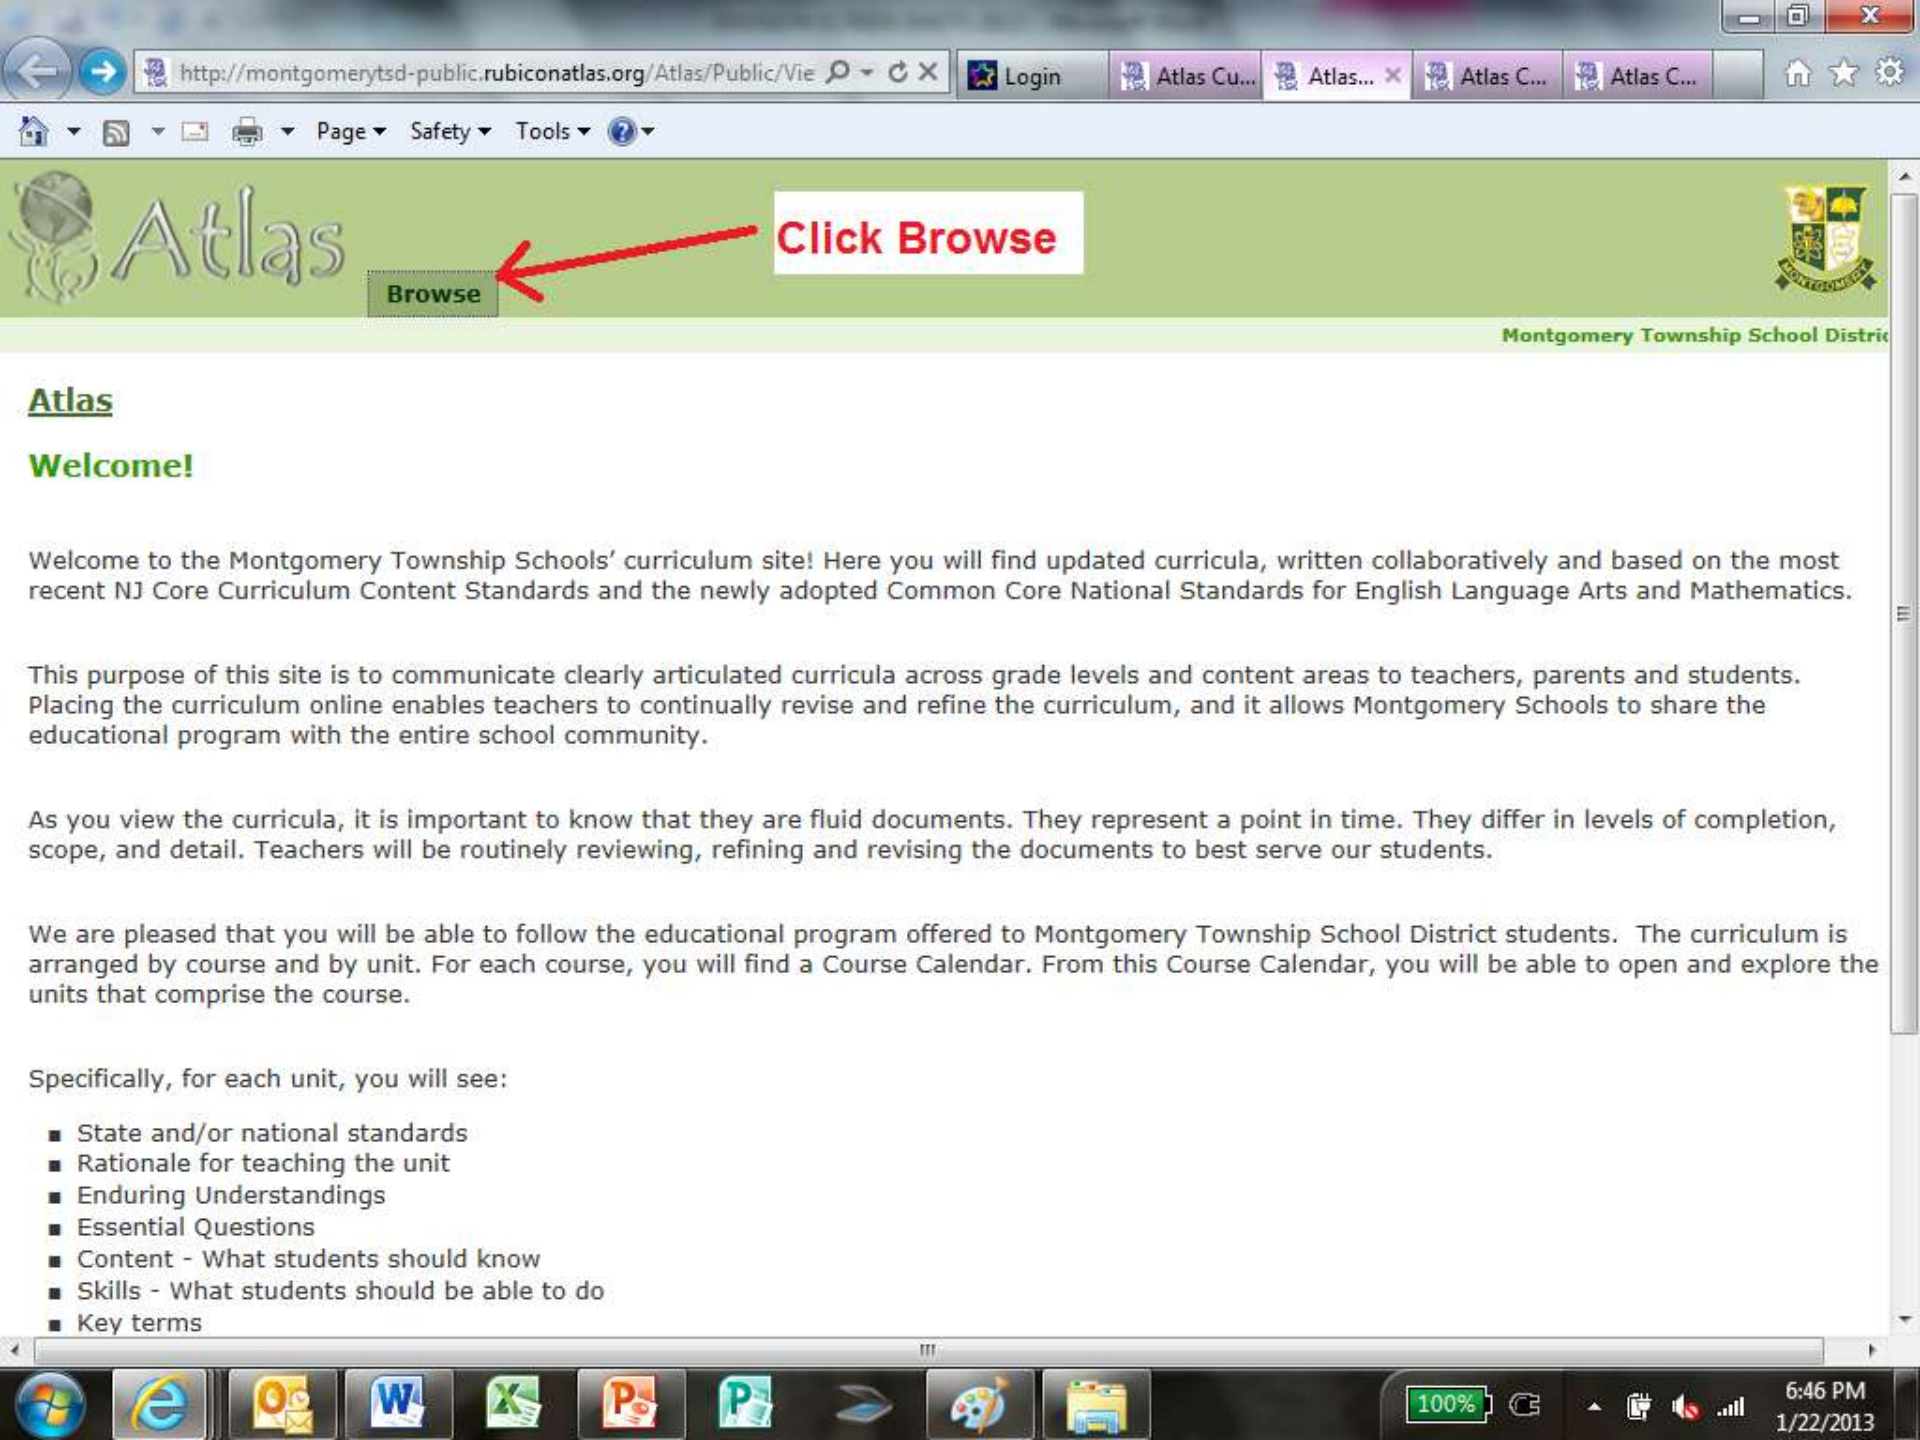 http://montgomerytsd-public.rubiconatlas.org/Atlas/Public/Vie
Login
Atlas Cu...
Atlas...
Atlas C...
Atlas C...
Page
Safety
Tools
Atlas
Click Browse
Browse
MONTGOMERY
Montgomery Township School Distric
Atlas
Welcome!
Welcome to the Montgomery Township Schools’ curriculum site! Here you will find updated curricula, written collaboratively and based on the most
recent NJ Core Curriculum Content Standards and the newly adopted Common Core National Standards for English Language Arts and Mathematics.
This purpose of this site is to communicate clearly articulated curricula across grade levels and content areas to teachers, parents and students.
Placing the curriculum online enables teachers to continually revise and refine the curriculum, and it allows Montgomery Schools to share the
educational program with the entire school community.
As you view the curricula, it is important to know that they are fluid documents. They represent a point in time. They differ in levels of completion,
scope, and detail. Teachers will be routinely reviewing, refining and revising the documents to best serve our students.
We are pleased that you will be able to follow the educational program offered to Montgomery Township School District students.  The curriculum is
arranged by course and by unit. For each course, you will find a Course Calendar. From this Course Calendar, you will be able to open and explore the
units that comprise the course.
Specifically, for each unit, you will see:
State and/or national standards
Rationale for teaching the unit
Enduring Understandings
Essential Questions
Content - What students should know
Skills - What students should be able to do
Key terms
100%
6:46 PM
1/22/2013